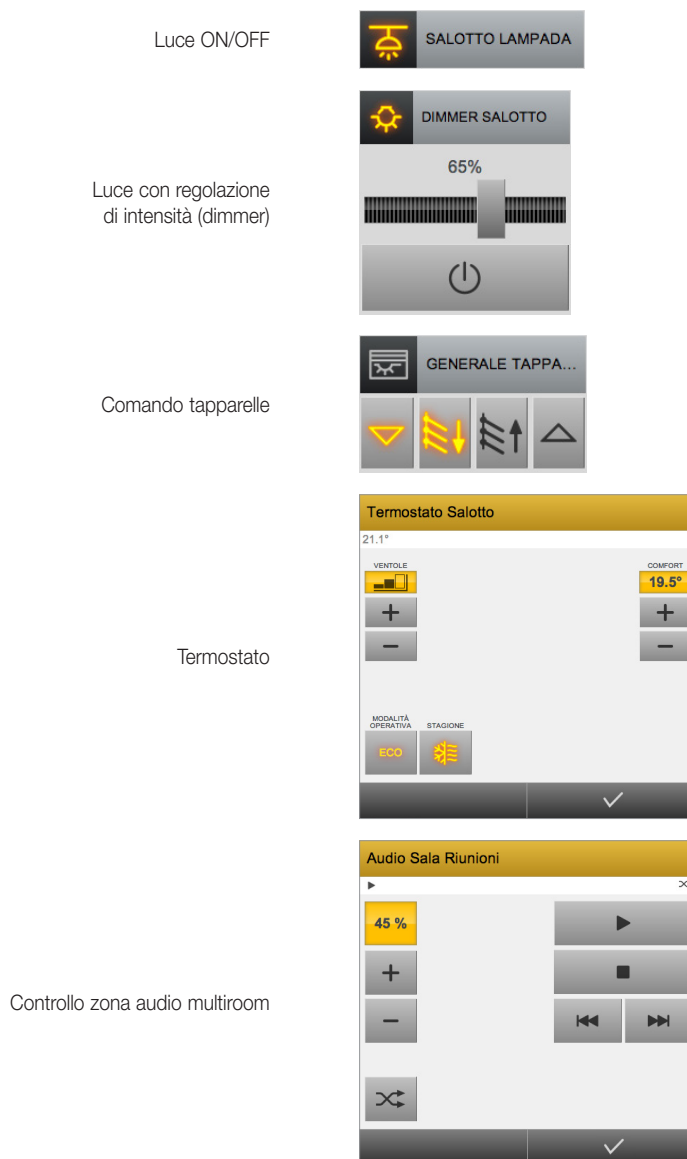 Luce ON/OFF
SALOTTO LAMPADA
DIMMER SALOTTO
65%
Luce con regolazione
di intensità (dimmer)
GENERALE TAPPA...
Comando tapparelle
Termostato Salotto
21.1°
VENTOLE
COMFORT
19.5°
Termostato
MODALITÀ
OPERATIVA
STAGIONE
ECO
Audio Sala Riunioni
45 %
Controllo zona audio multiroom